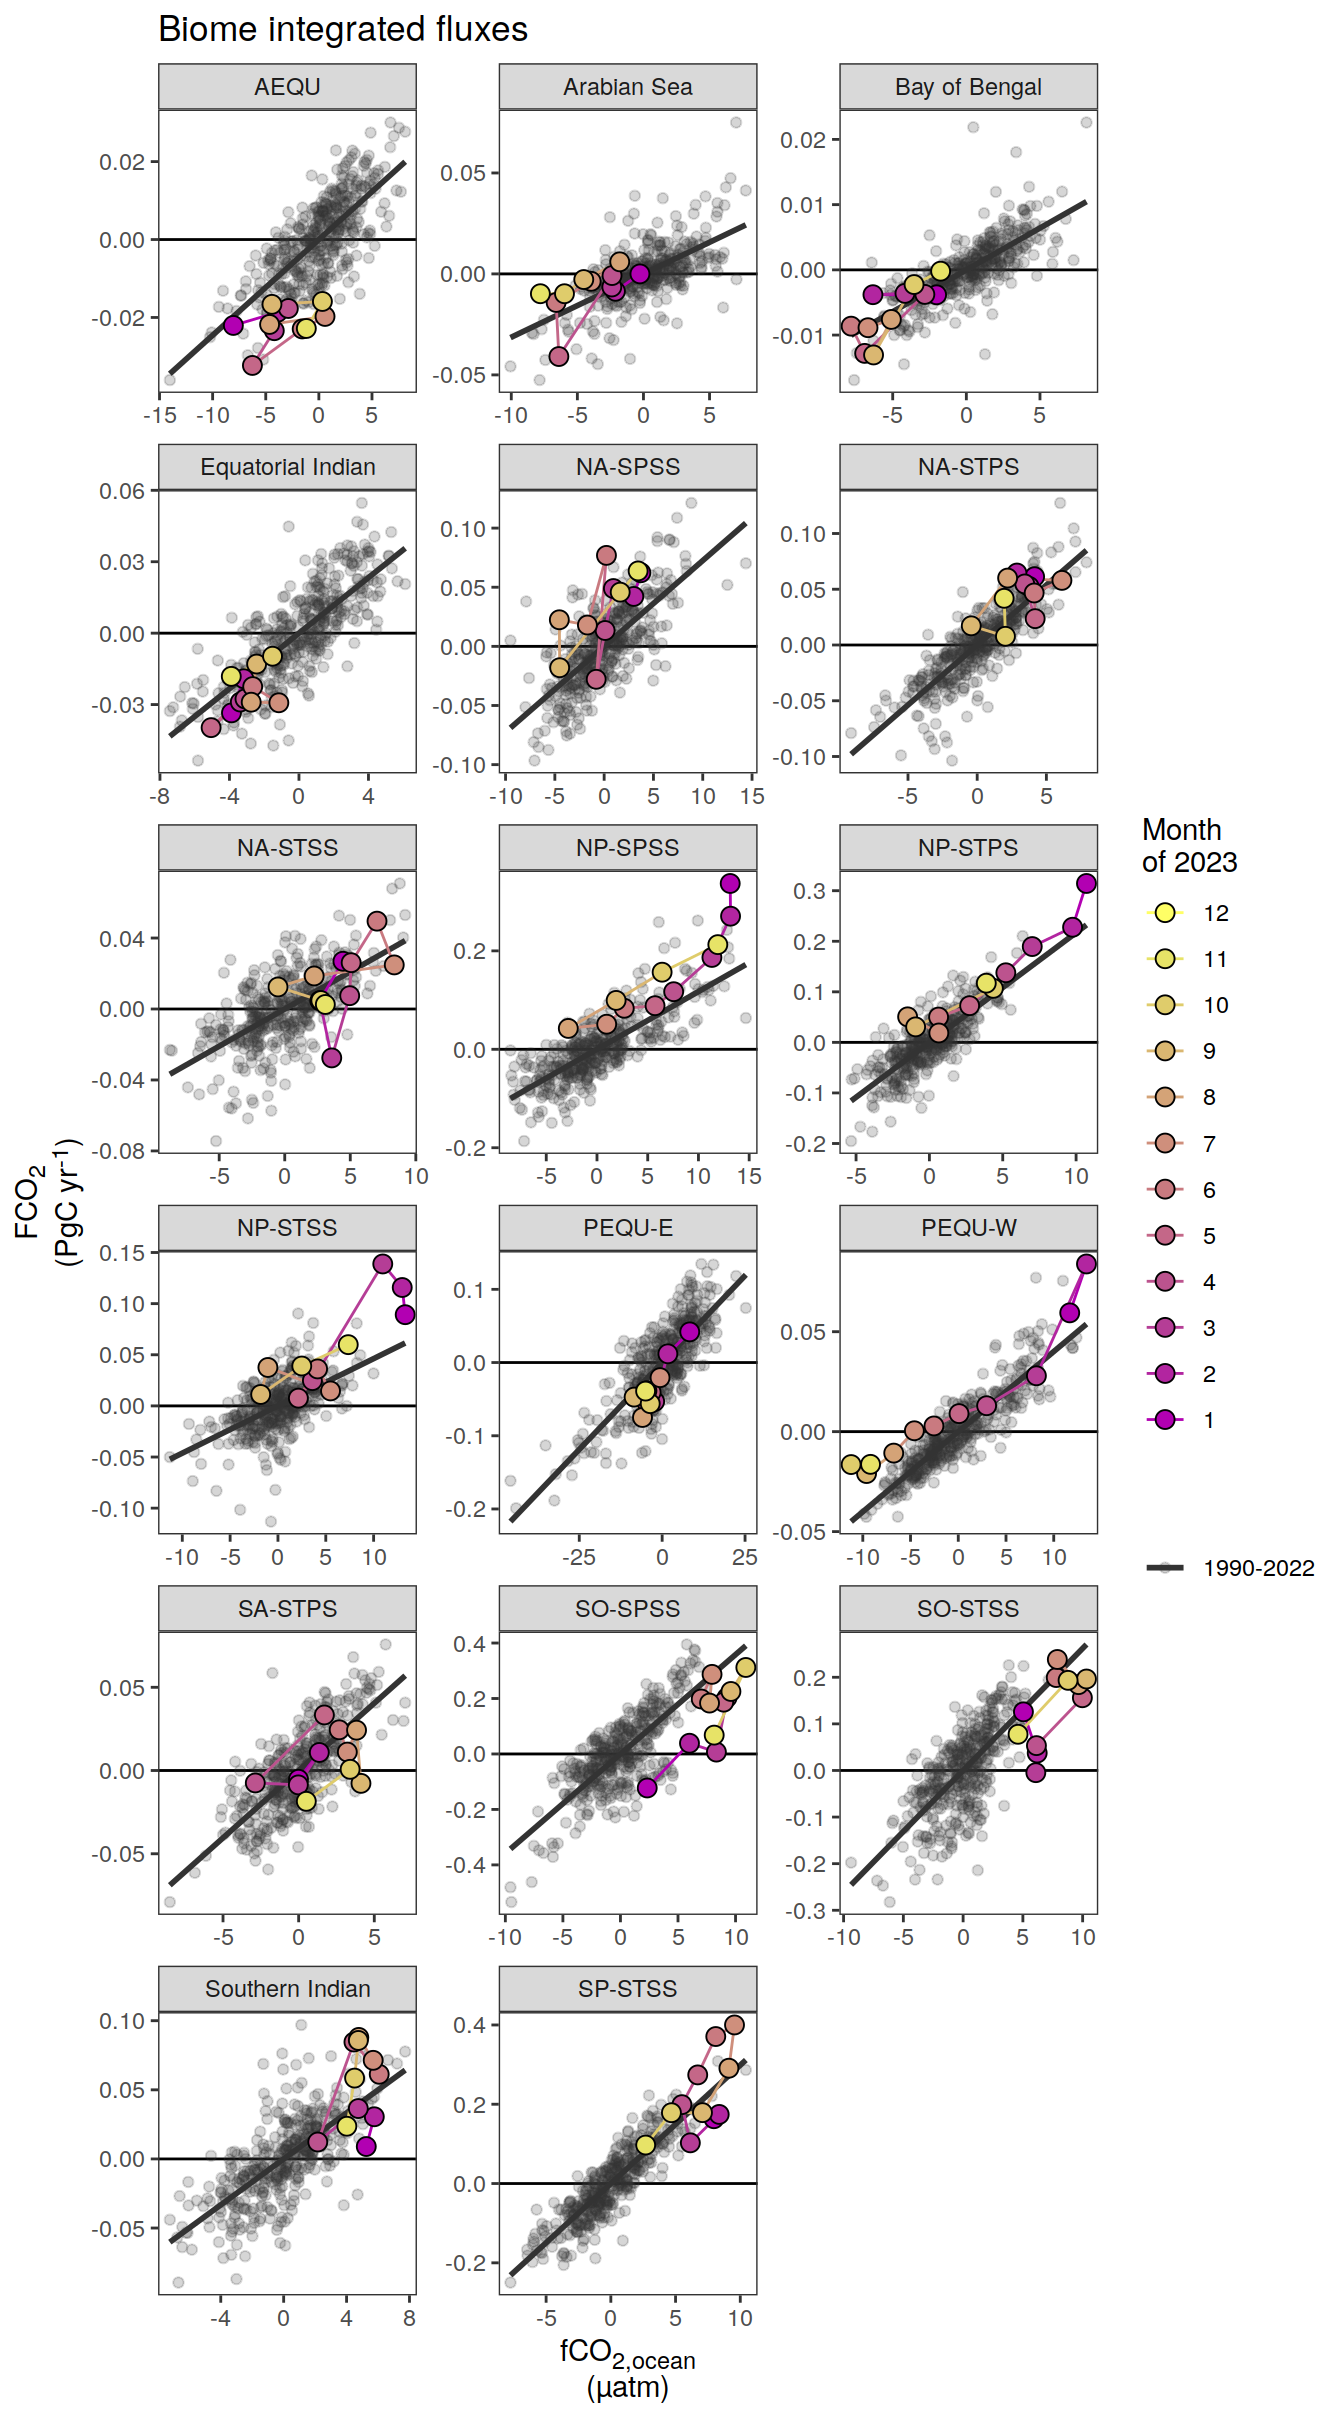 Biome integrated fluxes
AEQU
Arabian Sea
Bay of Bengal
0.02
0.00
-0.02
0.05
0.00
-0.05
0.02
0.01
0.00
-0.01
-15 -10 -5 0 5
-10 -5 0 5
-5 0 5
Equatorial Indian
NA-SPSS
NA-STPS
0.06
0.03
0.00
-0.03
0.10
0.05
0.00
-0.05
-0.10
0.10
0.05
0.00
-0.05
-0.10
-8 -4 0 4
-10 -5 0 5 10 15
-5 0 5
NA-STSS
NP-SPSS
NP-STPS
0.04
0.00
-0.04
-0.08
0.2
0.0
-0.2
0.3
0.2
0.1
0.0
-0.1
-0.2
-5 0 5 10
-5 0 5 10 15
-5 0 5 10
NP-STSS
PEQU-E
PEQU-W
0.15
0.10
0.05
0.00
-0.05
-0.10
0.1
0.0
-0.1
-0.2
0.05
0.00
-0.05
-10 -5 0 5 10
-25 0 25
-10 -5 0 5 10
SA-STPS
SO-SPSS
SO-STSS
0.05
0.00
-0.05
0.4
0.2
0.0
-0.2
-0.4
0.2
0.1
0.0
-0.1
-0.2
-0.3
-5 0 5
-10 -5 0 5 10
-10 -5 0 5 10
Southern Indian
SP-STSS
0.10
0.05
0.00
-0.05
0.4
0.2
0.0
-0.2
-4 0 4 8
-5 0 5 10
FCO2
(PgC yr-1)
fCO2,ocean
(µatm)
Month
of 2023
12
11
10
9
8
7
6
5
4
3
2
1
1990-2022